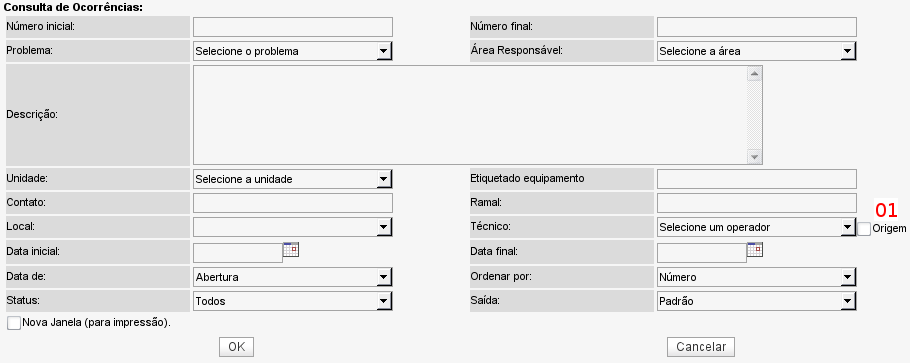 Consulta de Ocorrências:
Número inicial: Número final:
Problema: Selecione o problema Área Responsável: Selecione a área
Descrição:
Unidade: Selecione a unidade Etiquetado equipamento
Contato: Ramal: 01
Local: Técnico: Selecione um operador Origem
Data inicial: Data final:
Data de: Abertura Ordenar por: Número
Status: Todos Saída: Padrão
Nova Janela (para impressão).
OK Cancelar